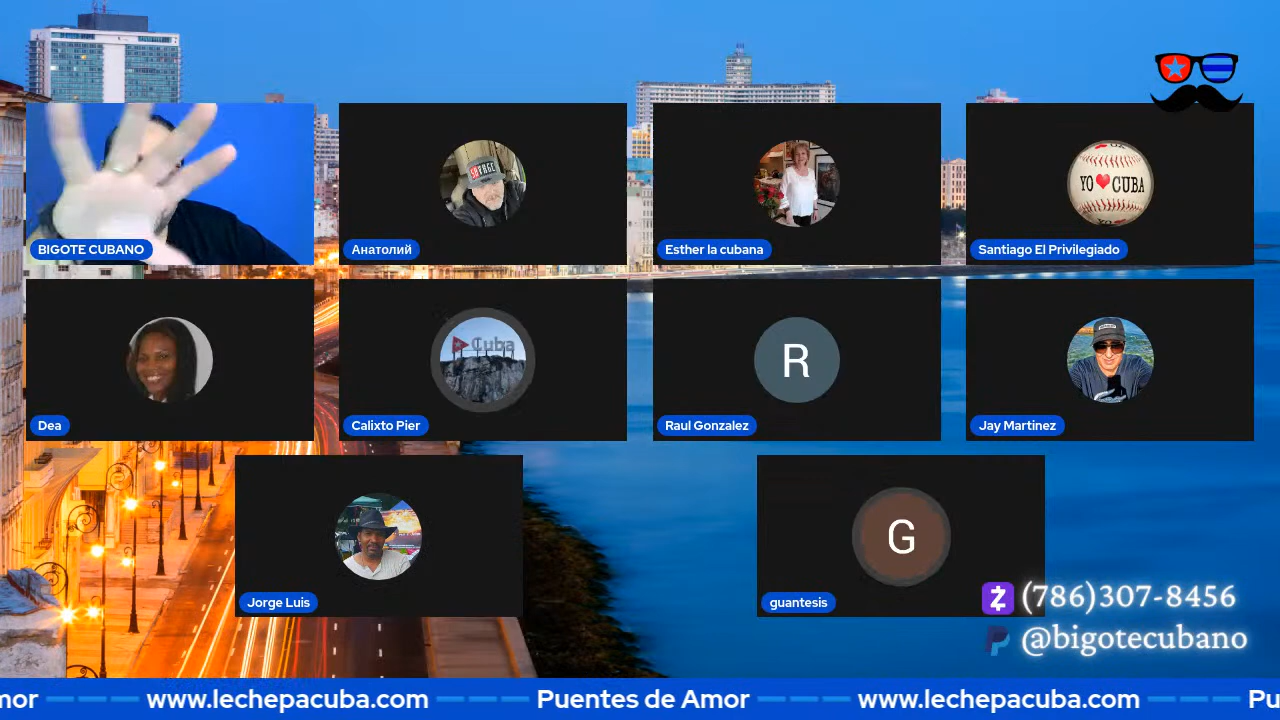 BIGOTE CUBANO
Анатолий
Esther la cubana
YO CUBA
Santiago El Privilegiado
Dea
Cuba
Calixto Pier
R
Raul Gonzalez
Jay Martinez
Jorge Luis
G
guantesis
(786)307-8456
@bigotecubano
mor www.lechepacuba.com Puentes de Amor www.lechepacuba.com Pu